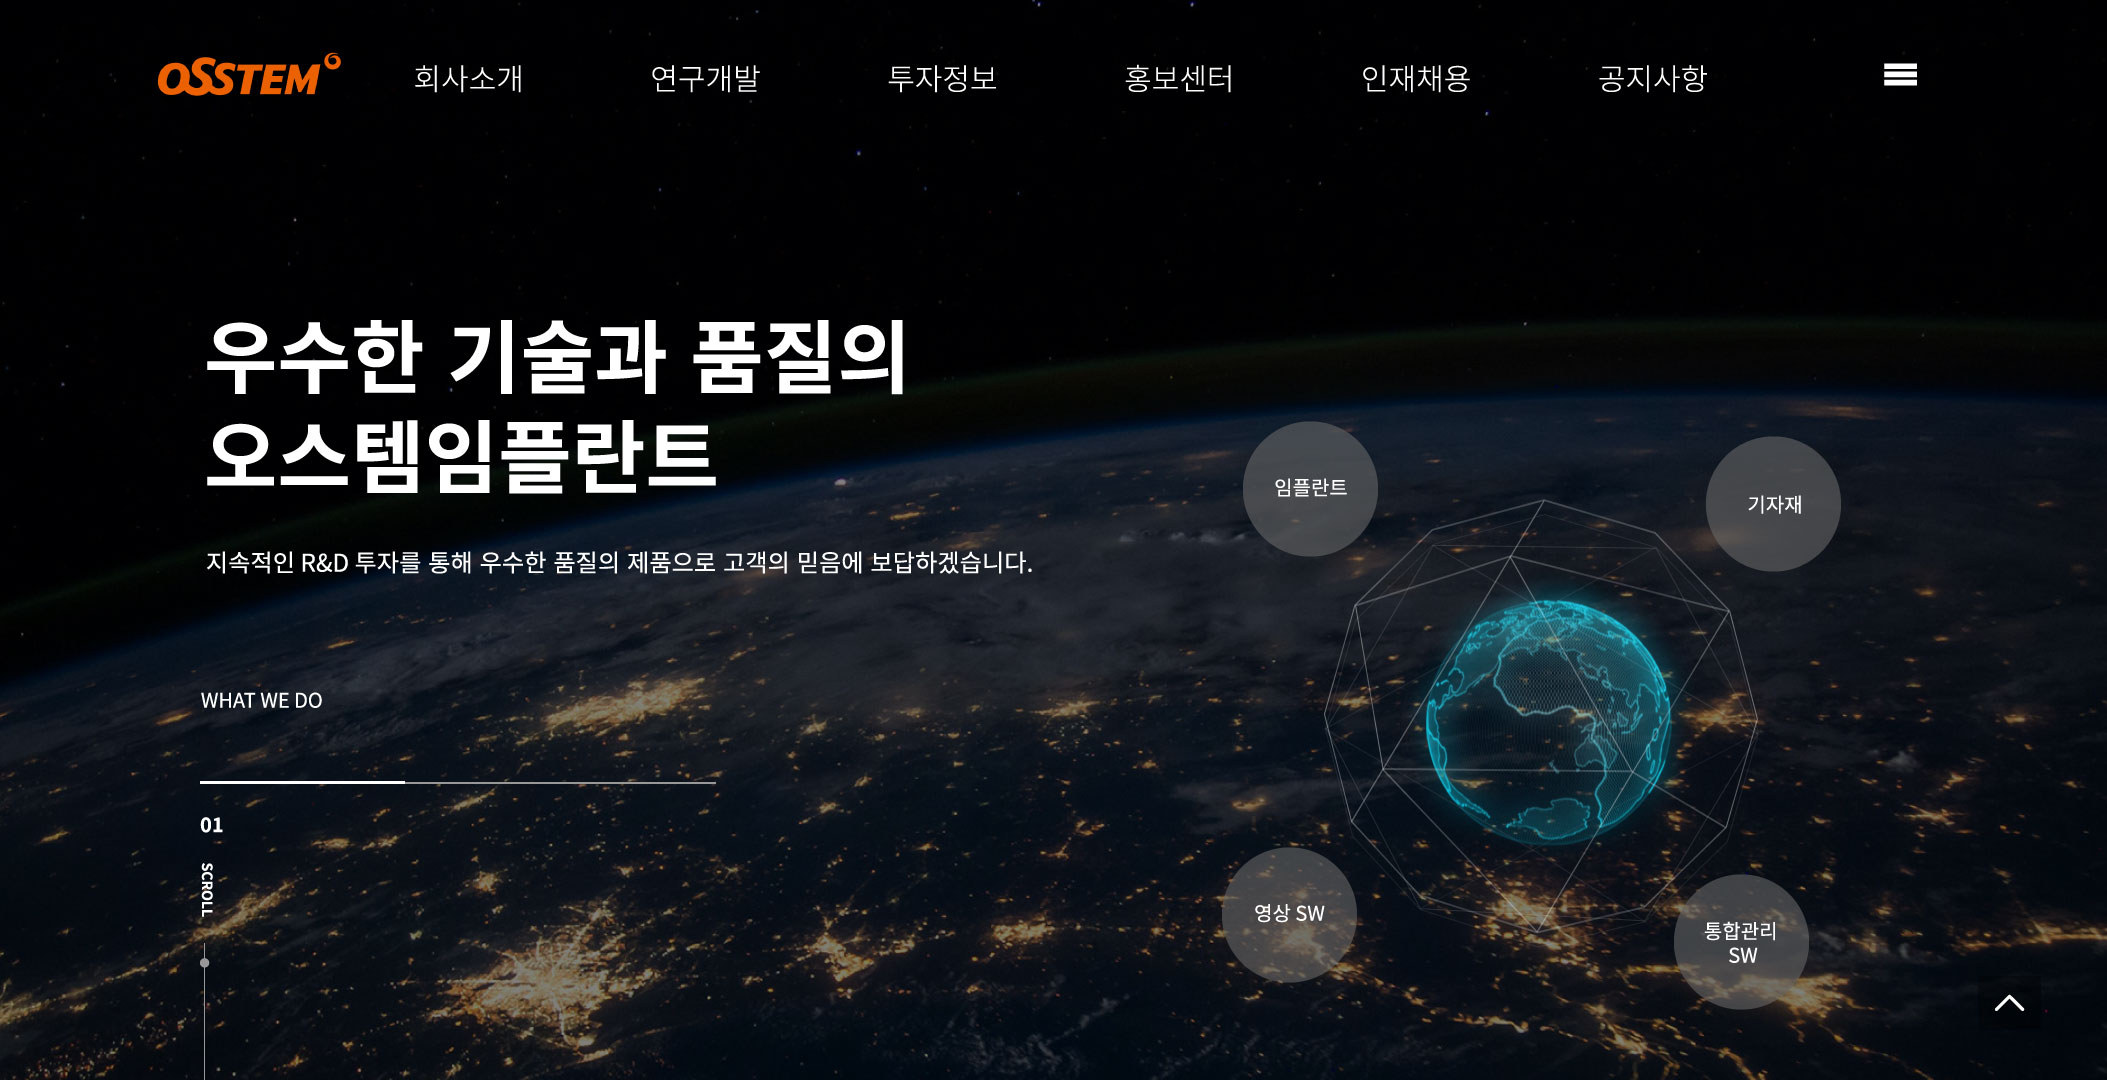 OSSTEM
회사소개
연구개발
투자정보
홍보센터
인재채용
공지사항
우수한 기술과 품질의
오스템임플란트
지속적인 R&D 투자를 통해 우수한 품질의 제품으로 고객의 믿음에 보답하겠습니다.
임플란트
기자재
WHAT WE DO
01
SCROLL
영상 SW
통합관리
SW